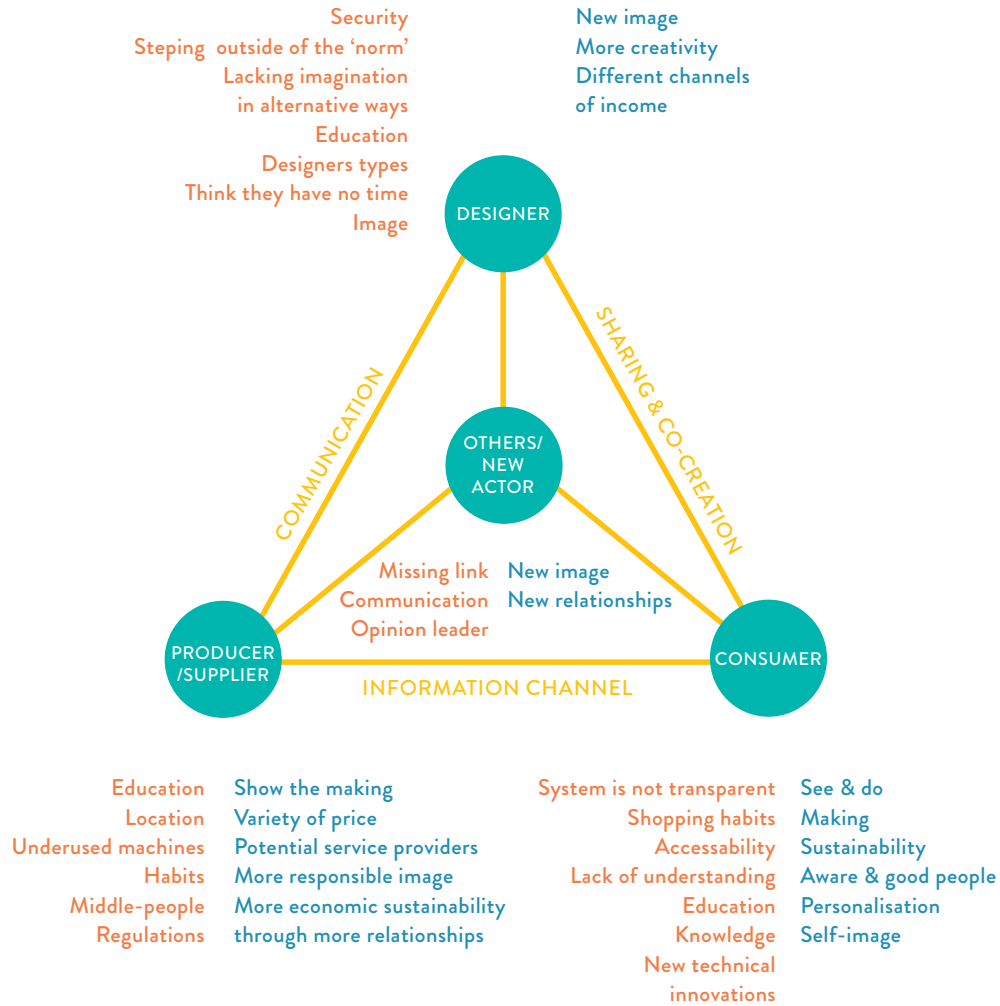 Security
Steping outside of the ‘norm’
Lacking imagination
in alternative ways
Education
Designers types
Think they have no time
Image
New image
More creativity
Different channels
of income
DESIGNER
COMMUNICATION
SHARING & CO-CREATION
OTHERS/
NEW
ACTOR
Missing link
Communication
Opinion leader
New image
New relationships
PRODUCER
/SUPPLIER
CONSUMER
INFORMATION CHANNEL
Education
Location
Underused machines
Habits
Middle-people
Regulations
Show the making
Variety of price
Potential service providers
More responsible image
More economic sustainability
through more relationships
System is not transparent
Shopping habits
Accessability
Lack of understanding
Education
Knowledge
New technical
innovations
See & do
Making
Sustainability
Aware & good people
Personalisation
Self-image